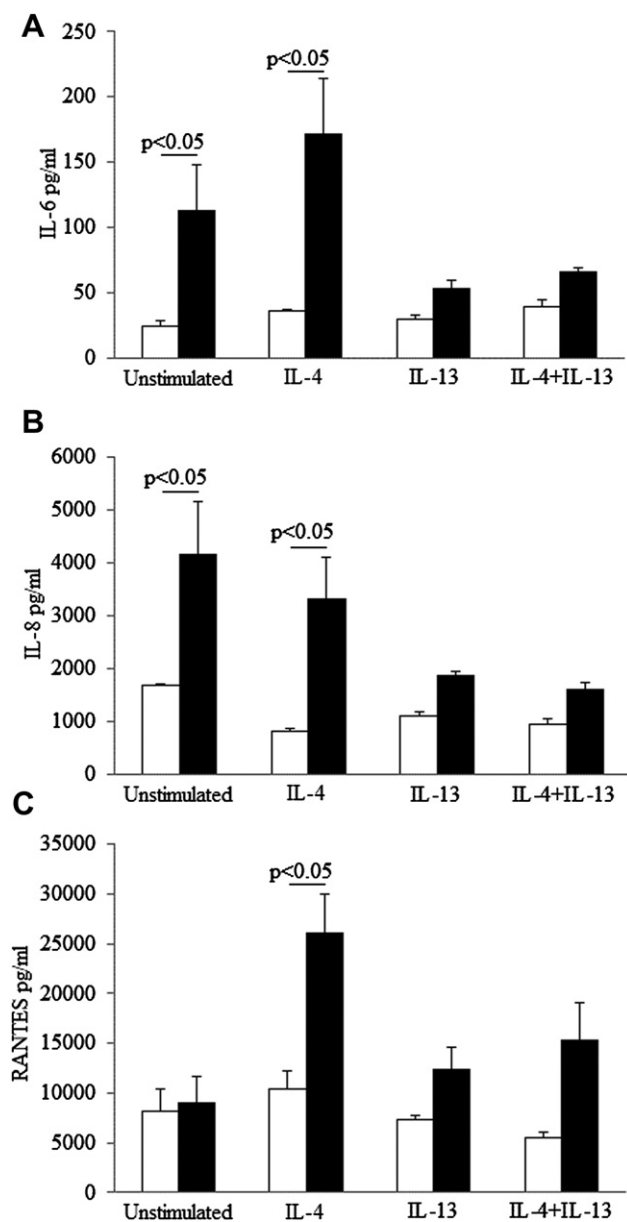 A
250
200
150
100
50
0
IL-6 pg/ml
p<0.05
p<0.05
Unstimulated IL-4 IL-13 IL-4+IL-13
B
6000
5000
4000
3000
2000
1000
0
IL-8 pg/ml
p<0.05
p<0.05
Unstimulated IL-4 IL-13 IL-4+IL-13
C
35000
30000
25000
20000
15000
10000
5000
0
RANTES pg/ml
p<0.05
Unstimulated IL-4 IL-13 IL-4+IL-13